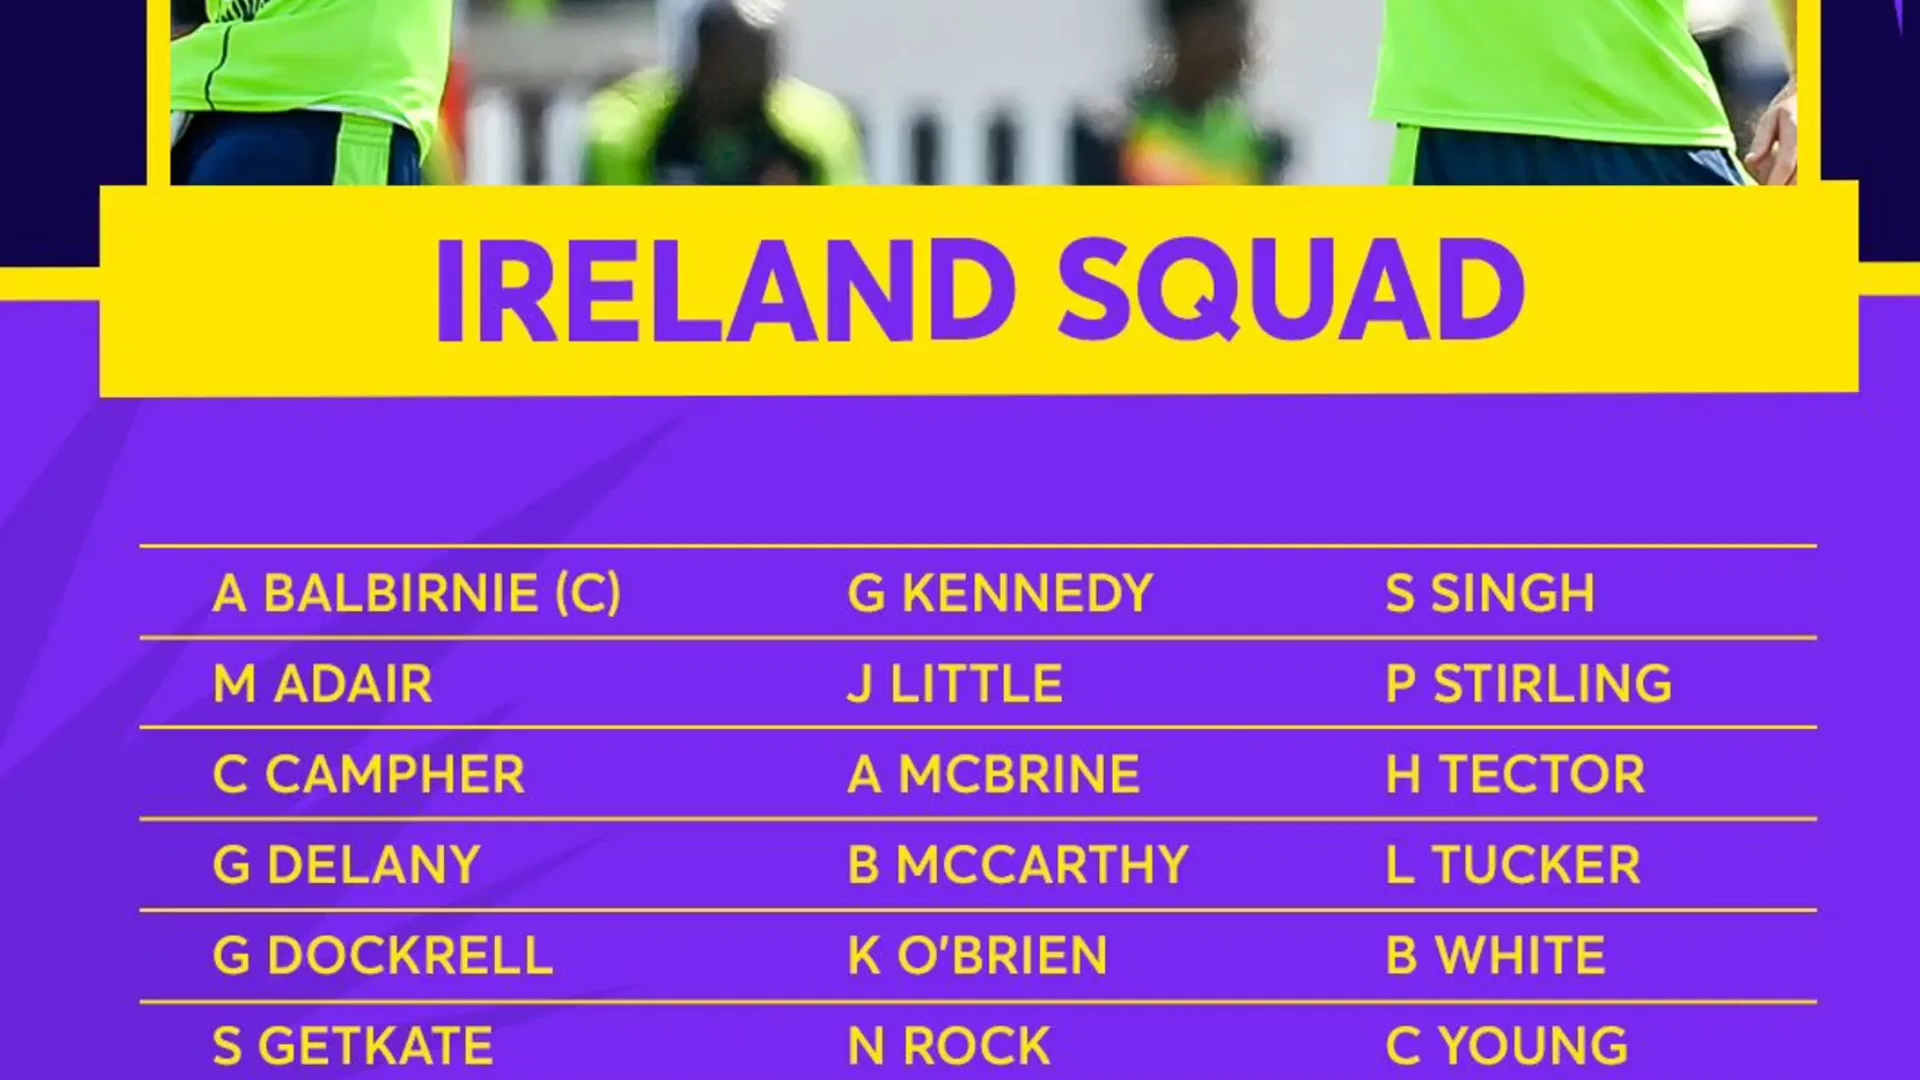 IRELAND SQUAD
A BALBIRNIE (C) G KENNEDY S SINGH
M ADAIR J LITTLE P STIRLING
C CAMPHER A MCBRINE H TECTOR
G DELANY B MCCARTHY L TUCKER
G DOCKRELL K O'BRIEN B WHITE
S GETKATE N ROCK C YOUNG